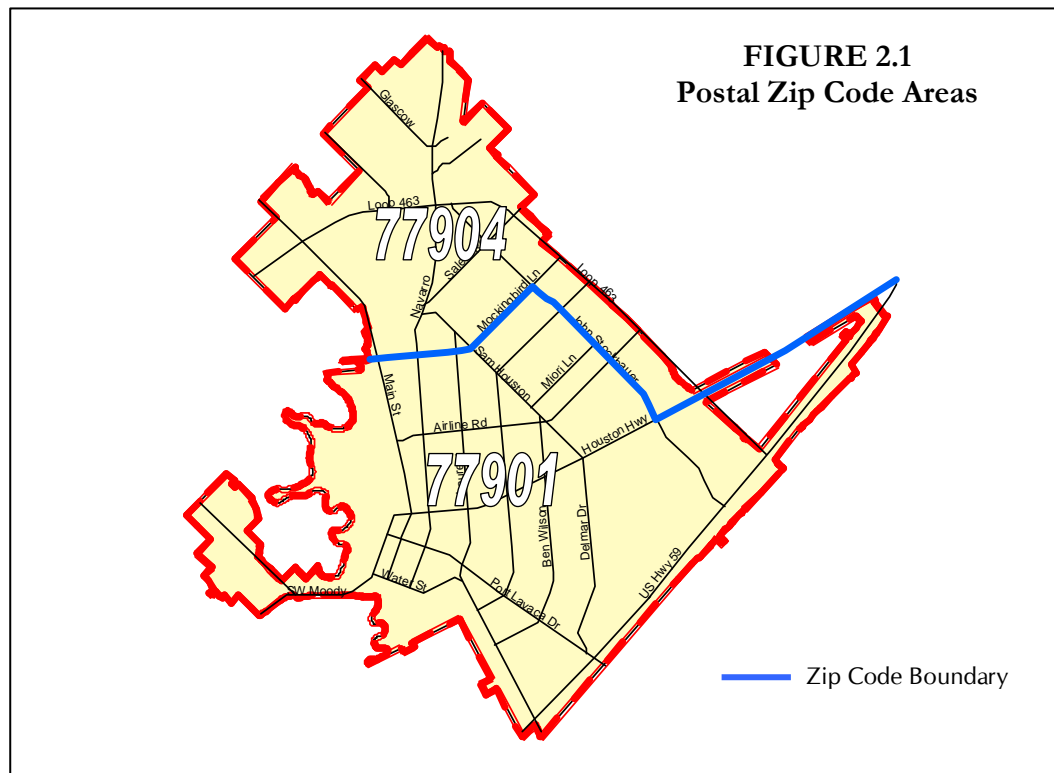 FIGURE 2.1
Postal Zip Code Areas
Glascow
Loop 463
77904
Navarro
Mockingbird Ln
Loop 463
Sam Houston
Miori Ln
Main St
Airline Rd
Houston Hwy
77901
Ben Wilson
Delmar Dr
US Hwy 59
Water St
SW Moody
Port Lavaca Dr
Zip Code Boundary